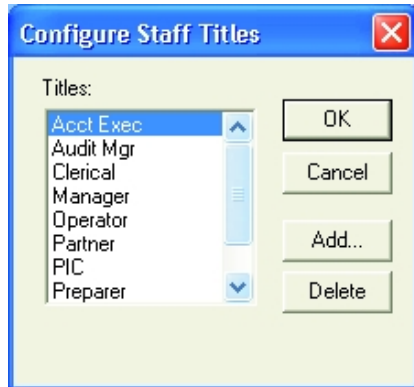 Configure Staff Titles
Titles:
Acct Exec
Audit Mgr
Clerical
Manager
Operator
Partner
PIC
Preparer
OK
Cancel
Add...
Delete